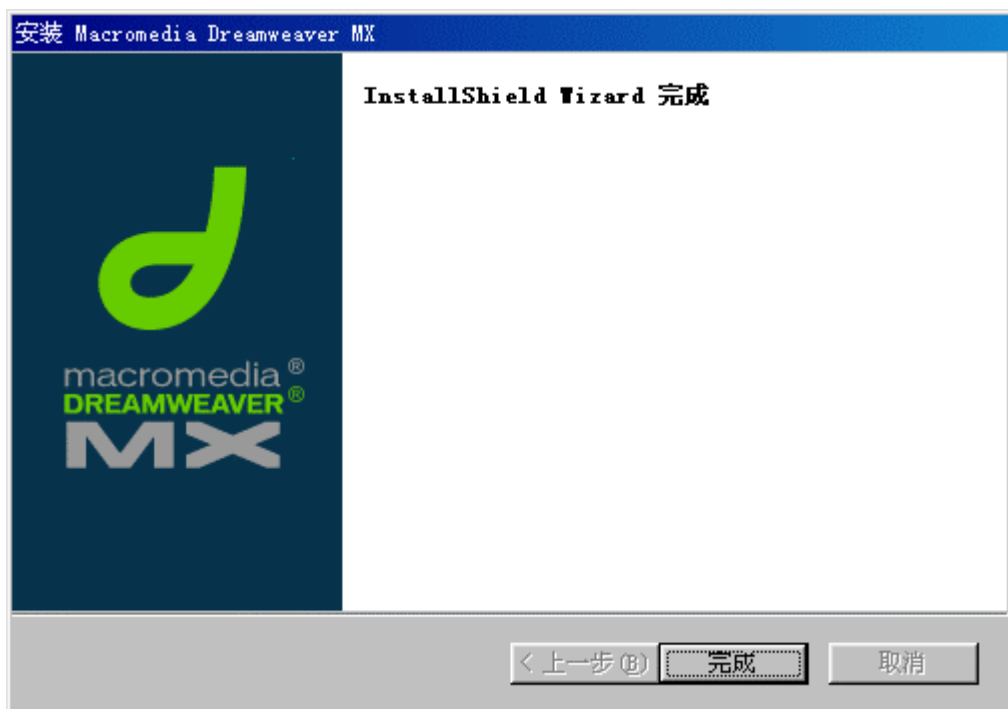 安装 Macromedia Dreamweaver MX
InstallShield Wizard 完成
macromedia®
DREAMWEAVER®
MX
< 上一步(B)
完成
取消